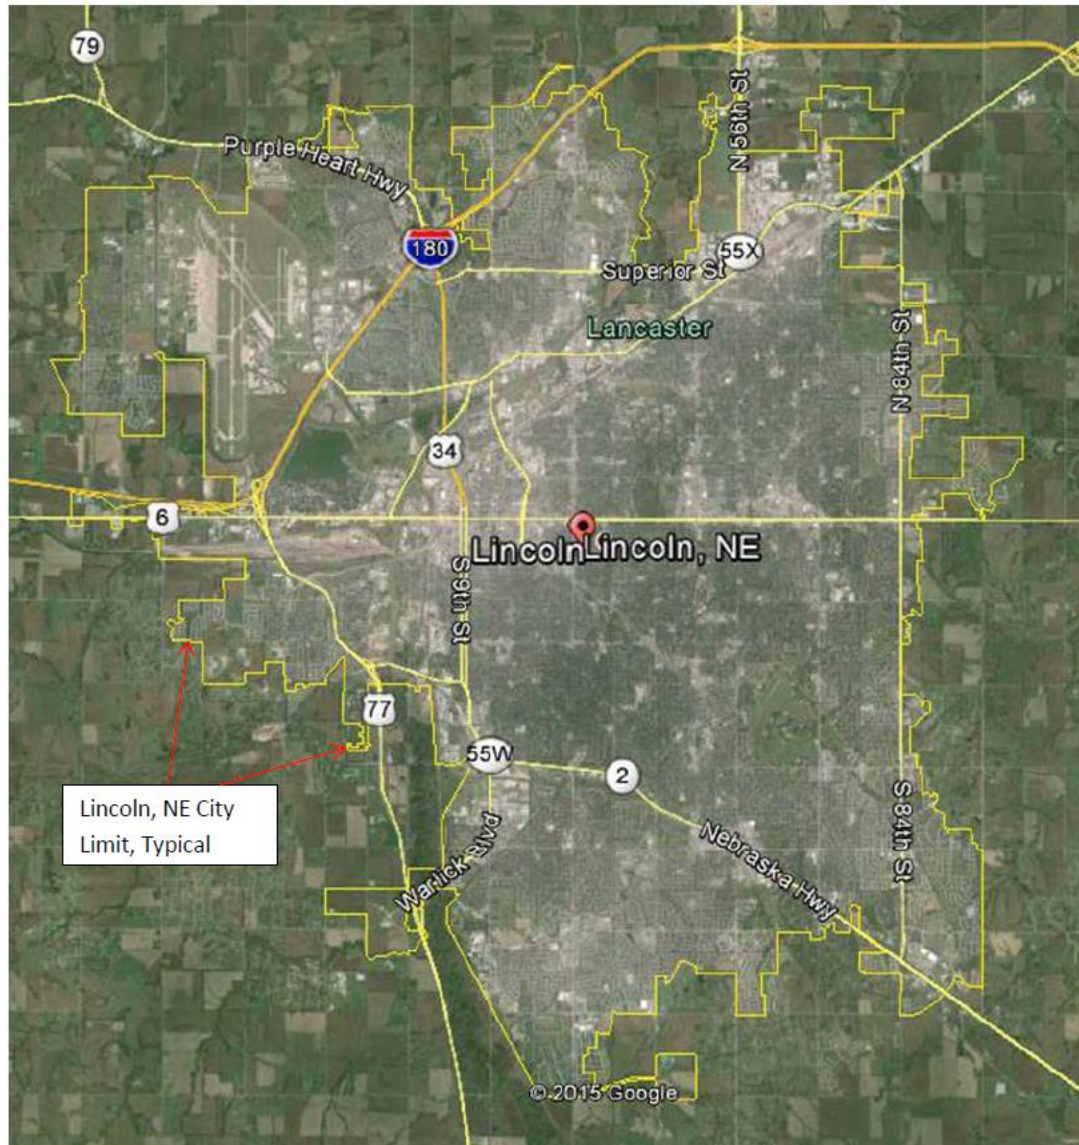 79
N 56th St
Purple Heart Hwy
180
55X
Superior St
Lancaster
N 84th St
34
6
Lincoln
Lincoln, NE
S 9th St
77
55W
2
Lincoln, NE City
Limit, Typical
S 84th St
Warlick Blvd
Nebraska Hwy
© 2015 Google